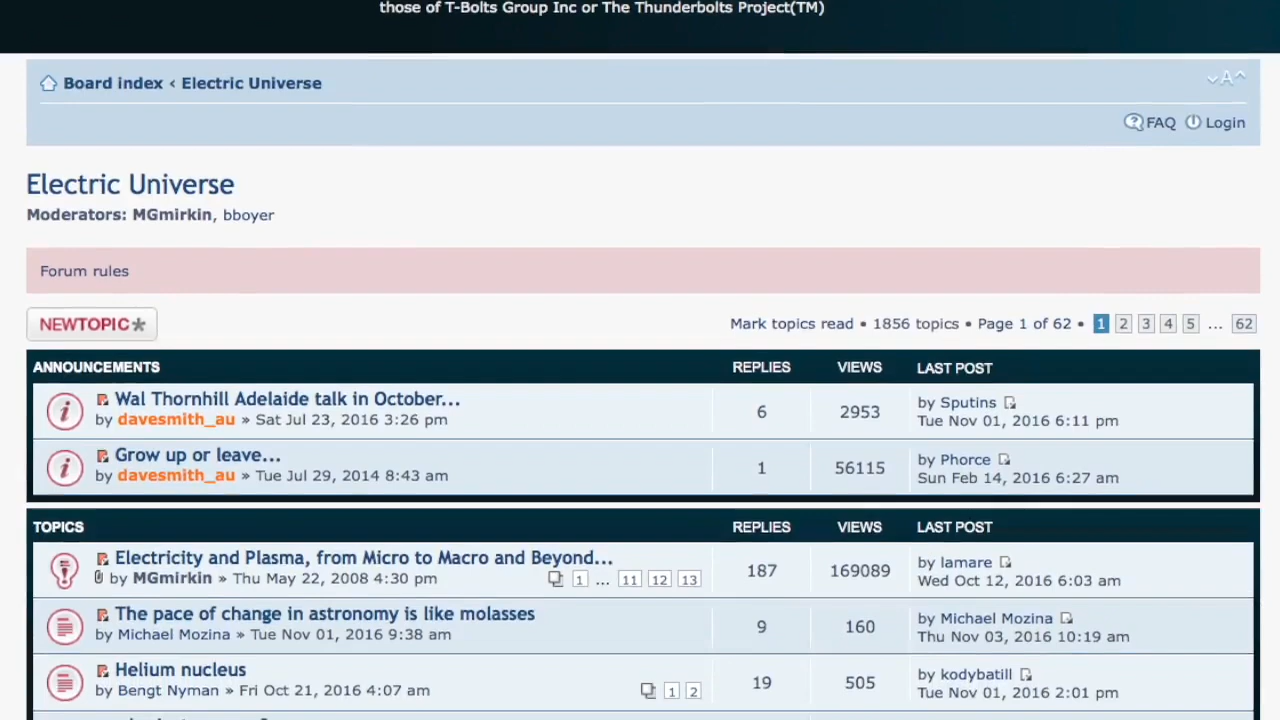 those of T-Bolts Group Inc or The Thunderbolts Project(TM)
Board index ‹ Electric Universe
A
FAQ Login
Electric Universe
Moderators: MGmirkin, bboyer
Forum rules
NEWTOPIC*
Mark topics read • 1856 topics • Page 1 of 62 • 1 2 3 4 5 ... 62
ANNOUNCEMENTS REPLIES VIEWS LAST POST
Wal Thornhill Adelaide talk in October...
by davesmith_au » Sat Jul 23, 2016 3:26 pm
6 2953
by Sputins
Tue Nov 01, 2016 6:11 pm
Grow up or leave...
by davesmith_au » Tue Jul 29, 2014 8:43 am
1 56115
by Phorce
Sun Feb 14, 2016 6:27 am
TOPICS REPLIES VIEWS LAST POST
Electricity and Plasma, from Micro to Macro and Beyond...
by MGmirkin » Thu May 22, 2008 4:30 pm
1 ... 11 12 13
187 169089
by lamare
Wed Oct 12, 2016 6:03 am
The pace of change in astronomy is like molasses
by Michael Mozina » Tue Nov 01, 2016 9:38 am
9 160
by Michael Mozina
Thu Nov 03, 2016 10:19 am
Helium nucleus
by Bengt Nyman » Fri Oct 21, 2016 4:07 am
1 2
19 505
by kodybatill
Tue Nov 01, 2016 2:01 pm